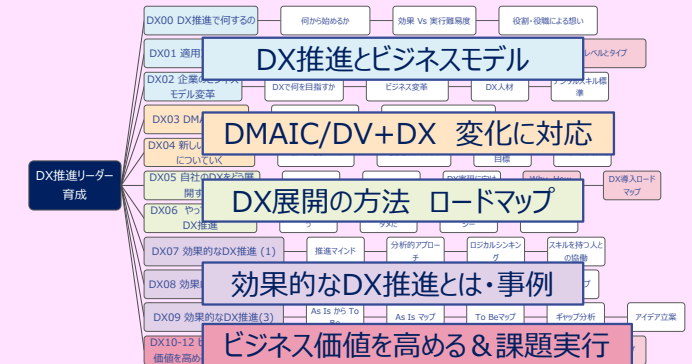 DX00 DX推進で何するの
何から始めるか
効果 Vs 実行難易度
役割・役職による想い
DX01 適用
DX推進とビジネスモデル
レベルとタイプ
DX02 企業の
モデル変革
DXで何を目指すか
ビジネス変革
DX人材
デジタルスキル標
準
DX03 DMA
DMAIC/DV+DX 変化に対応
DX04 新しい
についていく
目標
DX推進リーダー
育成
DX05 自社のDXをどう展
開す
DX展開の方法 ロードマップ
DX導入ロード
マップ
DX06 やっ
DX推進
DX07 効果的なDX推進 (1)
推進マインド
分析的アプロー
チ
ロジカルシンキン
グ
スキルを持つ人と
の協働
DX08 効果
効果的なDX推進とは・事例
プ
DX09 効果的なDX推進(3)
As Is から To
As Is マップ
To Beマップ
ギャップ分析
アイデア立案
DX10-12 ビ
価値を高め
ビジネス価値を高める&課題実行